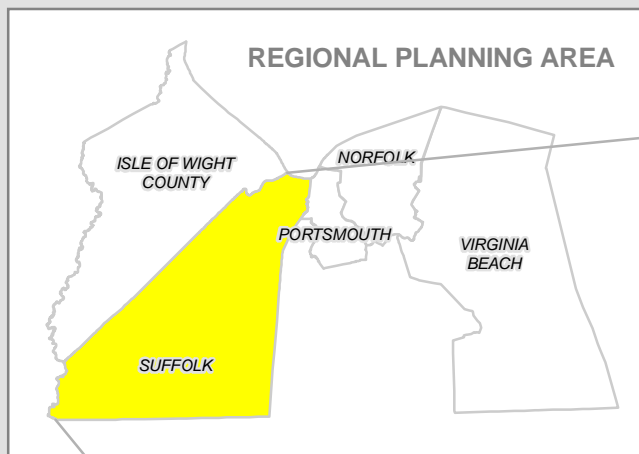 REGIONAL PLANNING AREA
ISLE OF WIGHT
COUNTY
NORFOLK
PORTSMOUTH
VIRGINIA
BEACH
SUFFOLK